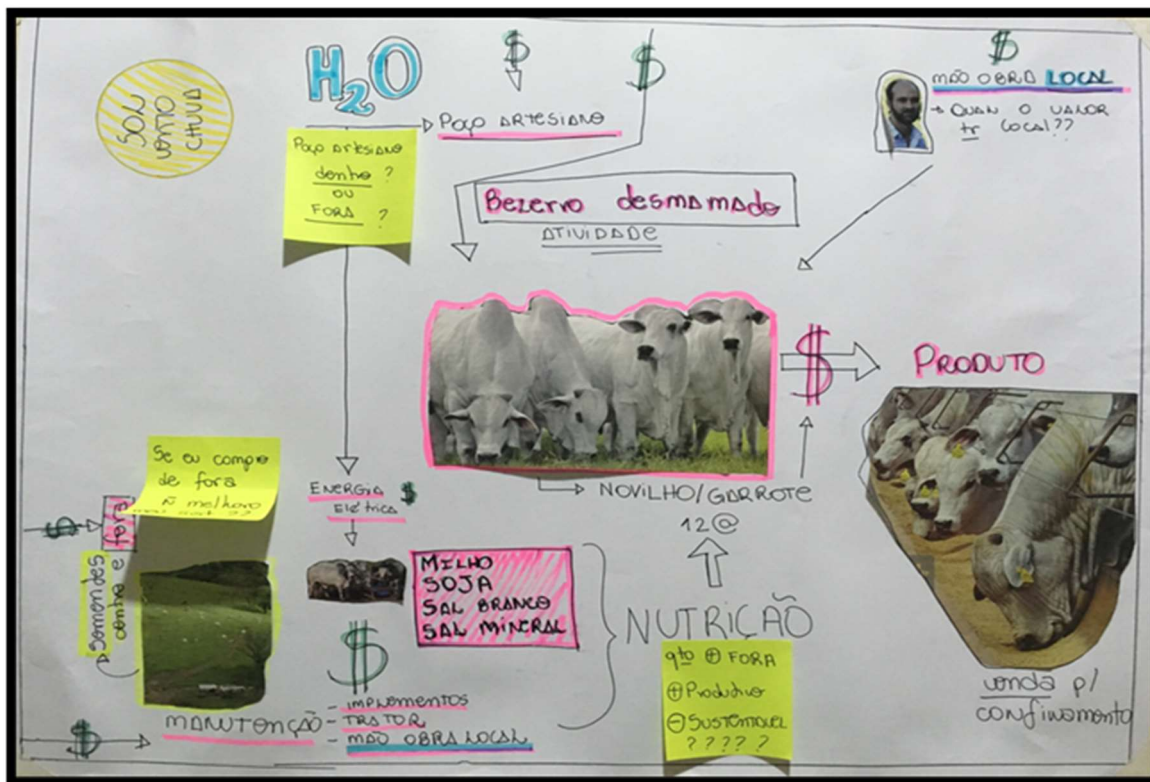 SOL
VENTO
CHUVA
H₂O
$
$
$
MÃO OBRA LOCAL
→ QUAN O VALOR
tr LOCAL??
POÇO ARTESIANO
Poço Artesiano
dentro ?
ou
FORA ?
Bezerro desmamado
ATIVIDADE
$
PRODUTO
Se eu compro
de fora
ñ melhoro
ENERGIA $
Elétrica
NOVILHO/GARROTE
12@
$
fora
sementes
dentro e
MILHO
SOJA
SAL BRANCO
SAL MINERAL
$
NUTRIÇÃO
qto ⊕ FORA
⊕ Produtivo
⊖ SUSTENTÁVEL
? ? ? ?
- IMPLEMENTOS
MANUTENÇÃO - TRATOR
- MÃO OBRA LOCAL
$
venda p/
confinamento